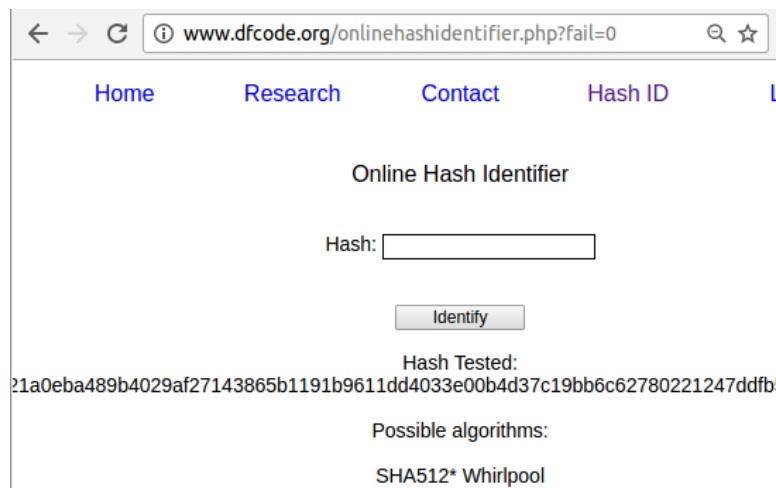 www.dfcode.org/onlinehashidentifier.php?fail=0
Home Research Contact Hash ID L
Online Hash Identifier
Hash:
Identify
Hash Tested:
21a0eba489b4029af27143865b1191b9611dd4033e00b4d37c19bb6c62780221247ddfb5
Possible algorithms:
SHA512* Whirlpool